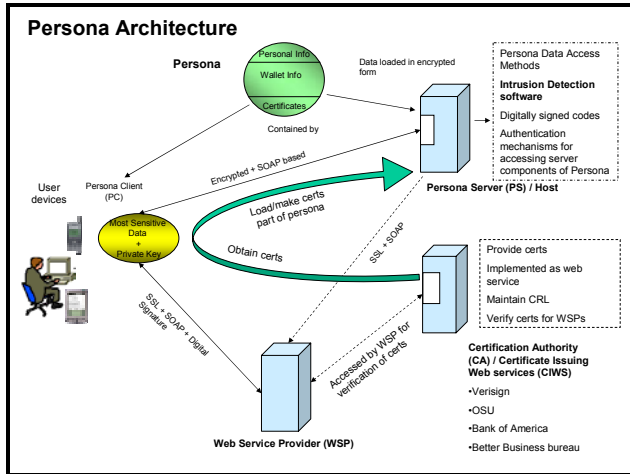 Persona Architecture
Persona
Personal Info
Wallet Info
Certificates
Data loaded in encrypted
form
Persona Data Access
Methods
Intrusion Detection
software
Digitally signed codes
Authentication
mechanisms for
accessing server
components of Persona
Contained by
Encrypted + SOAP based
Persona Server (PS) / Host
User
devices
Persona Client
(PC)
Most Sensitive
Data
+
Private Key
Load/make certs
part of persona
Obtain certs
SSL + SOAP
SSL + SOAP + Digital
Signature
Accessed by WSP for
verification of certs
Provide certs
Implemented as web
service
Maintain CRL
Verify certs for WSPs
Certification Authority
(CA) / Certificate Issuing
Web services (CIWS)
•Verisign
•OSU
•Bank of America
•Better Business bureau
Web Service Provider (WSP)